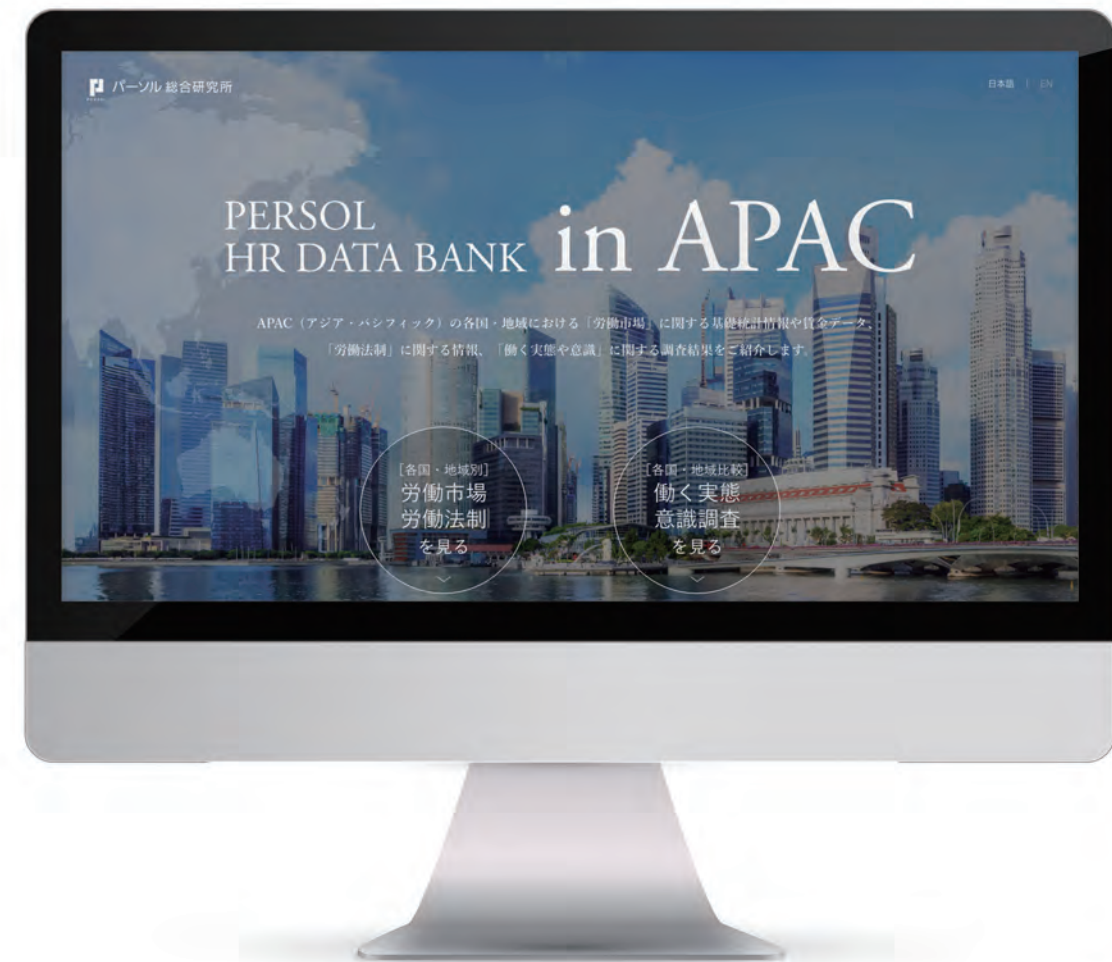 パーソル 総合研究所
日本語 | EN
PERSOL
HR DATA BANK in APAC
APAC（アジア・パシフィック）の各国・地域における「労働市場」に関する基礎統計情報や賃金データ、
「労働法制」に関する情報、「働く実態や意識」に関する調査結果をご紹介します。
［各国・地域別］
労働市場
労働法制
を見る
［各国・地域比較］
働く実態
意識調査
を見る